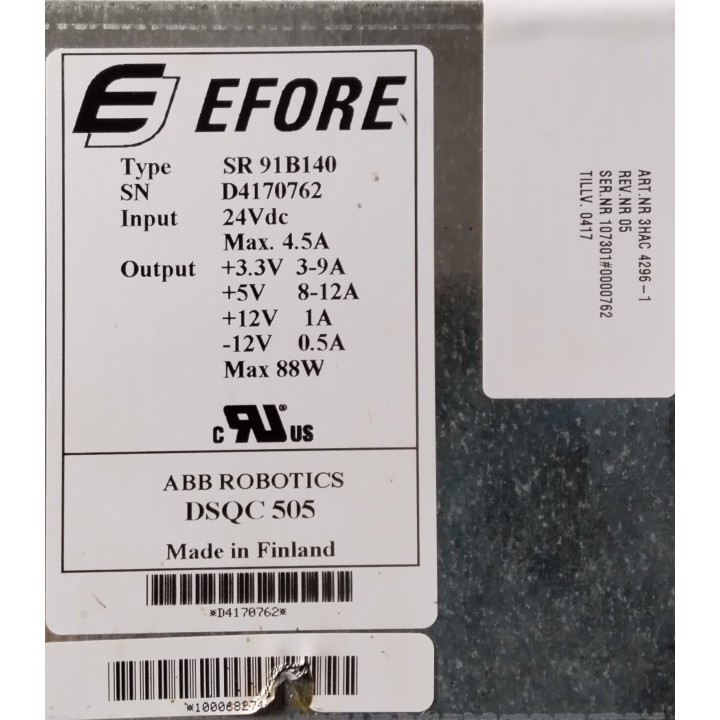 EFORE
Type SR 91B140
SN D4170762
Input 24Vdc
Max. 4.5A
Output +3.3V 3-9A
+5V 8-12A
+12V 1A
-12V 0.5A
Max 88W
c RU® US
ABB ROBOTICS
DSQC 505
Made in Finland
*D4170762*
ART.NR 3HAC 4296-1
REV.NR 05
SER.NR 107301#0000762
TILLV. 0417